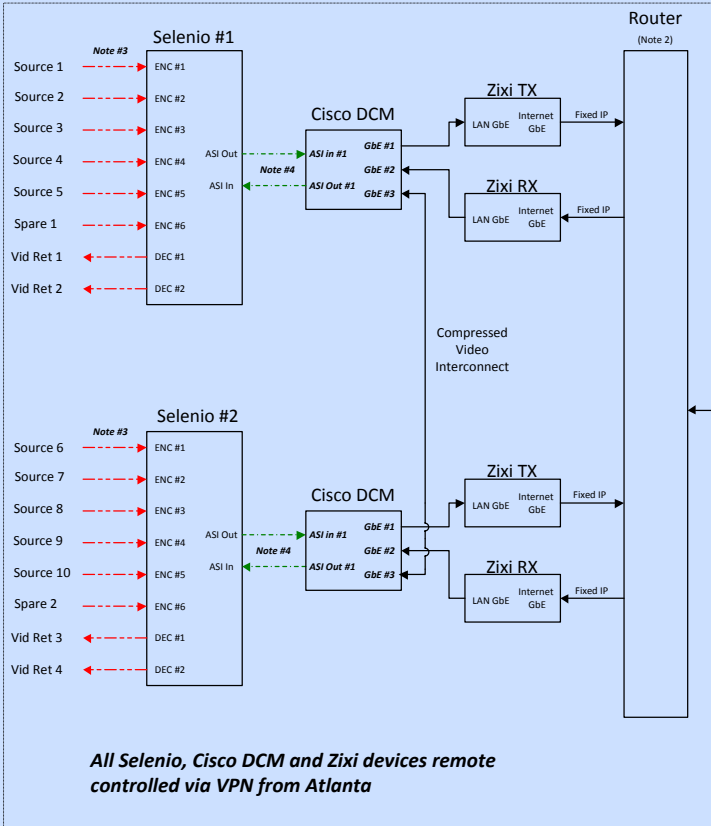 Router
(Note 2)
Selenio #1
Note #3
Source 1
ENC #1
Source 2
ENC #2
Source 3
ENC #3
Source 4
ENC #4
Source 5
ENC #5
Spare 1
ENC #6
Vid Ret 1
DEC #1
Vid Ret 2
DEC #2
ASI Out
ASI In
Note #4
Cisco DCM
ASI in #1
ASI Out #1
GbE #1
GbE #2
GbE #3
Zixi TX
LAN GbE
Internet
GbE
Fixed IP
Zixi RX
LAN GbE
Internet
GbE
Fixed IP
Compressed
Video
Interconnect
Selenio #2
Note #3
Source 6
ENC #1
Source 7
ENC #2
Source 8
ENC #3
Source 9
ENC #4
Source 10
ENC #5
Spare 2
ENC #6
Vid Ret 3
DEC #1
Vid Ret 4
DEC #2
ASI Out
ASI In
Note #4
Cisco DCM
ASI in #1
ASI Out #1
GbE #1
GbE #2
GbE #3
Zixi TX
LAN GbE
Internet
GbE
Fixed IP
Zixi RX
LAN GbE
Internet
GbE
Fixed IP
All Selenio, Cisco DCM and Zixi devices remote
controlled via VPN from Atlanta